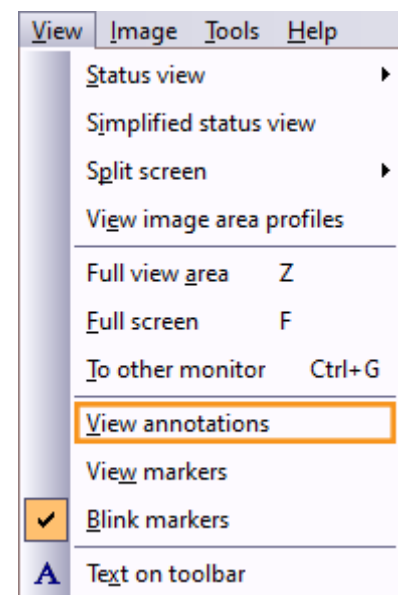 View Image Tools Help
Status view
Simplified status view
Split screen
View image area profiles
Full view area Z
Full screen F
To other monitor Ctrl+G
View annotations
View markers
Blink markers
A Text on toolbar